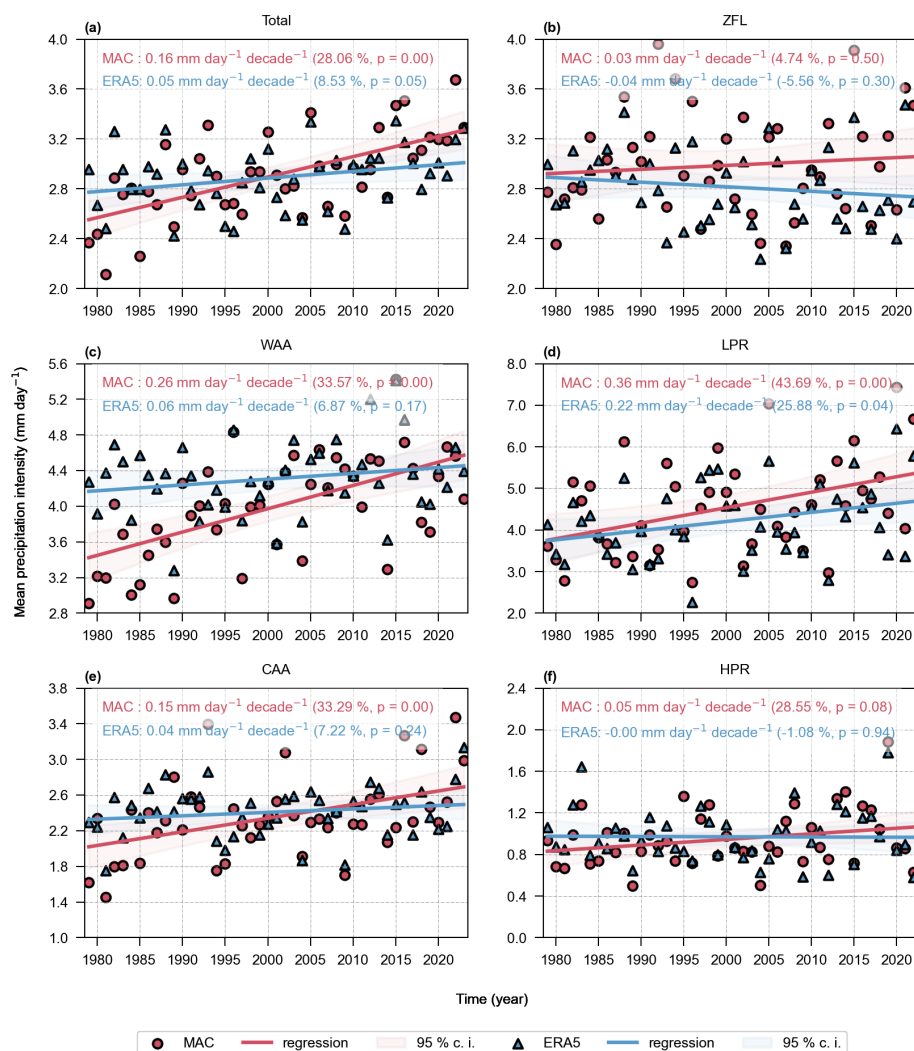 Total
(a)
MAC : 0.16 mm day⁻¹ decade⁻¹ (28.06 %, p = 0.00)
ERA5: 0.05 mm day⁻¹ decade⁻¹ (8.53 %, p = 0.05)
4.0
3.6
3.2
2.8
2.4
2.0
1980 1985 1990 1995 2000 2005 2010 2015 2020
ZFL
(b)
MAC : 0.03 mm day⁻¹ decade⁻¹ (4.74 %, p = 0.50)
ERA5: -0.04 mm day⁻¹ decade⁻¹ (-5.56 %, p = 0.30)
4.0
3.6
3.2
2.8
2.4
2.0
1980 1985 1990 1995 2000 2005 2010 2015 2020
Mean precipitation intensity (mm day⁻¹)
WAA
(c)
MAC : 0.26 mm day⁻¹ decade⁻¹ (33.57 %, p = 0.00)
ERA5: 0.06 mm day⁻¹ decade⁻¹ (6.87 %, p = 0.17)
5.6
5.2
4.8
4.4
4.0
3.6
3.2
2.8
1980 1985 1990 1995 2000 2005 2010 2015 2020
LPR
(d)
MAC : 0.36 mm day⁻¹ decade⁻¹ (43.69 %, p = 0.00)
ERA5: 0.22 mm day⁻¹ decade⁻¹ (25.88 %, p = 0.04)
8.0
7.0
6.0
5.0
4.0
3.0
2.0
1980 1985 1990 1995 2000 2005 2010 2015 2020
CAA
(e)
MAC : 0.15 mm day⁻¹ decade⁻¹ (33.29 %, p = 0.00)
ERA5: 0.04 mm day⁻¹ decade⁻¹ (7.22 %, p = 0.24)
3.8
3.4
3.0
2.6
2.2
1.8
1.4
1.0
1980 1985 1990 1995 2000 2005 2010 2015 2020
HPR
(f)
MAC : 0.05 mm day⁻¹ decade⁻¹ (28.55 %, p = 0.08)
ERA5: -0.00 mm day⁻¹ decade⁻¹ (-1.08 %, p = 0.94)
2.4
2.0
1.6
1.2
0.8
0.4
0.0
1980 1985 1990 1995 2000 2005 2010 2015 2020
Time (year)
MAC regression 95 % c. i. ERA5 regression 95 % c. i.